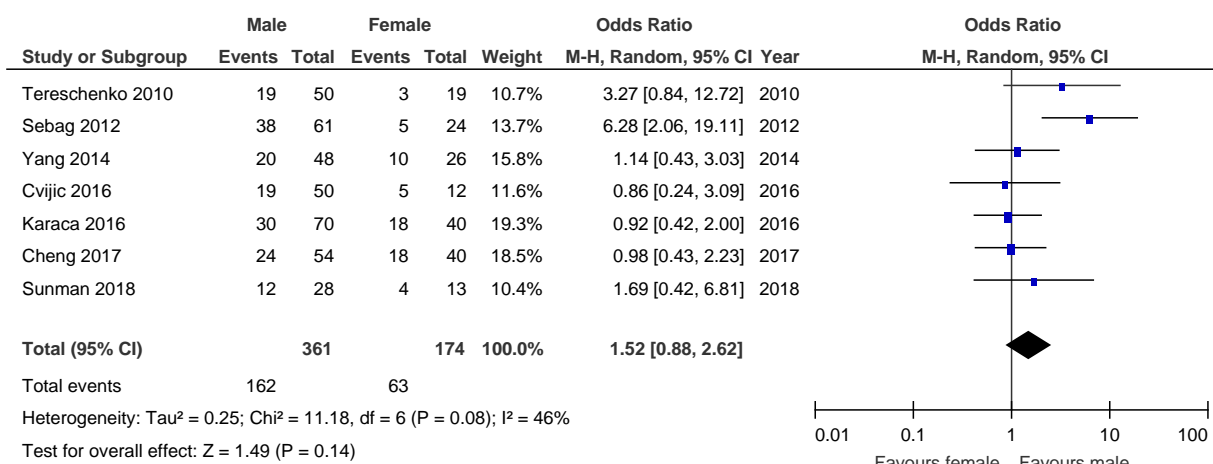 Male Female Odds Ratio Odds Ratio
Study or Subgroup Events Total Events Total Weight M-H, Random, 95% CI Year M-H, Random, 95% CI
Tereschenko 2010 19 50 3 19 10.7% 3.27 [0.84, 12.72] 2010
Sebag 2012 38 61 5 24 13.7% 6.28 [2.06, 19.11] 2012
Yang 2014 20 48 10 26 15.8% 1.14 [0.43, 3.03] 2014
Cvijic 2016 19 50 5 12 11.6% 0.86 [0.24, 3.09] 2016
Karaca 2016 30 70 18 40 19.3% 0.92 [0.42, 2.00] 2016
Cheng 2017 24 54 18 40 18.5% 0.98 [0.43, 2.23] 2017
Sunman 2018 12 28 4 13 10.4% 1.69 [0.42, 6.81] 2018
Total (95% CI) 361 174 100.0% 1.52 [0.88, 2.62]
Total events 162 63
Heterogeneity: Tau² = 0.25; Chi² = 11.18, df = 6 (P = 0.08); I² = 46%
Test for overall effect: Z = 1.49 (P = 0.14)
0.01 0.1 1 10 100
Favours female Favours male